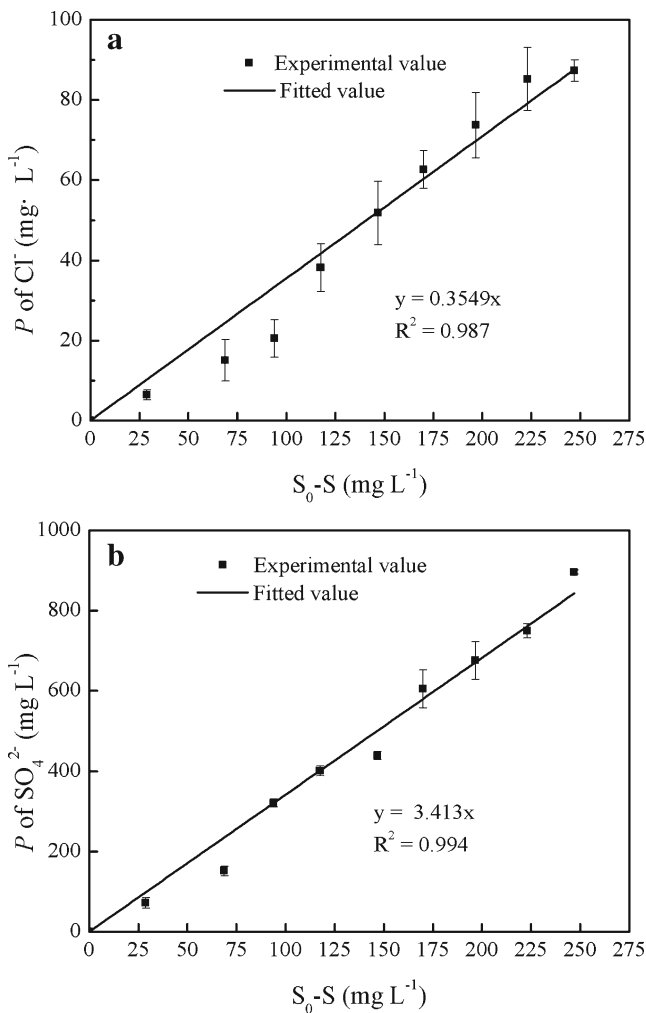 a
Experimental value
Fitted value
100
80
60
40
20
0
P of Cl⁻ (mg· L⁻¹)
y = 0.3549x
R² = 0.987
0 25 50 75 100 125 150 175 200 225 250 275
S₀-S (mg L⁻¹)
b
Experimental value
Fitted value
1000
800
600
400
200
0
P of SO₄²⁻ (mg L⁻¹)
y = 3.413x
R² = 0.994
0 25 50 75 100 125 150 175 200 225 250 275
S₀-S (mg L⁻¹)